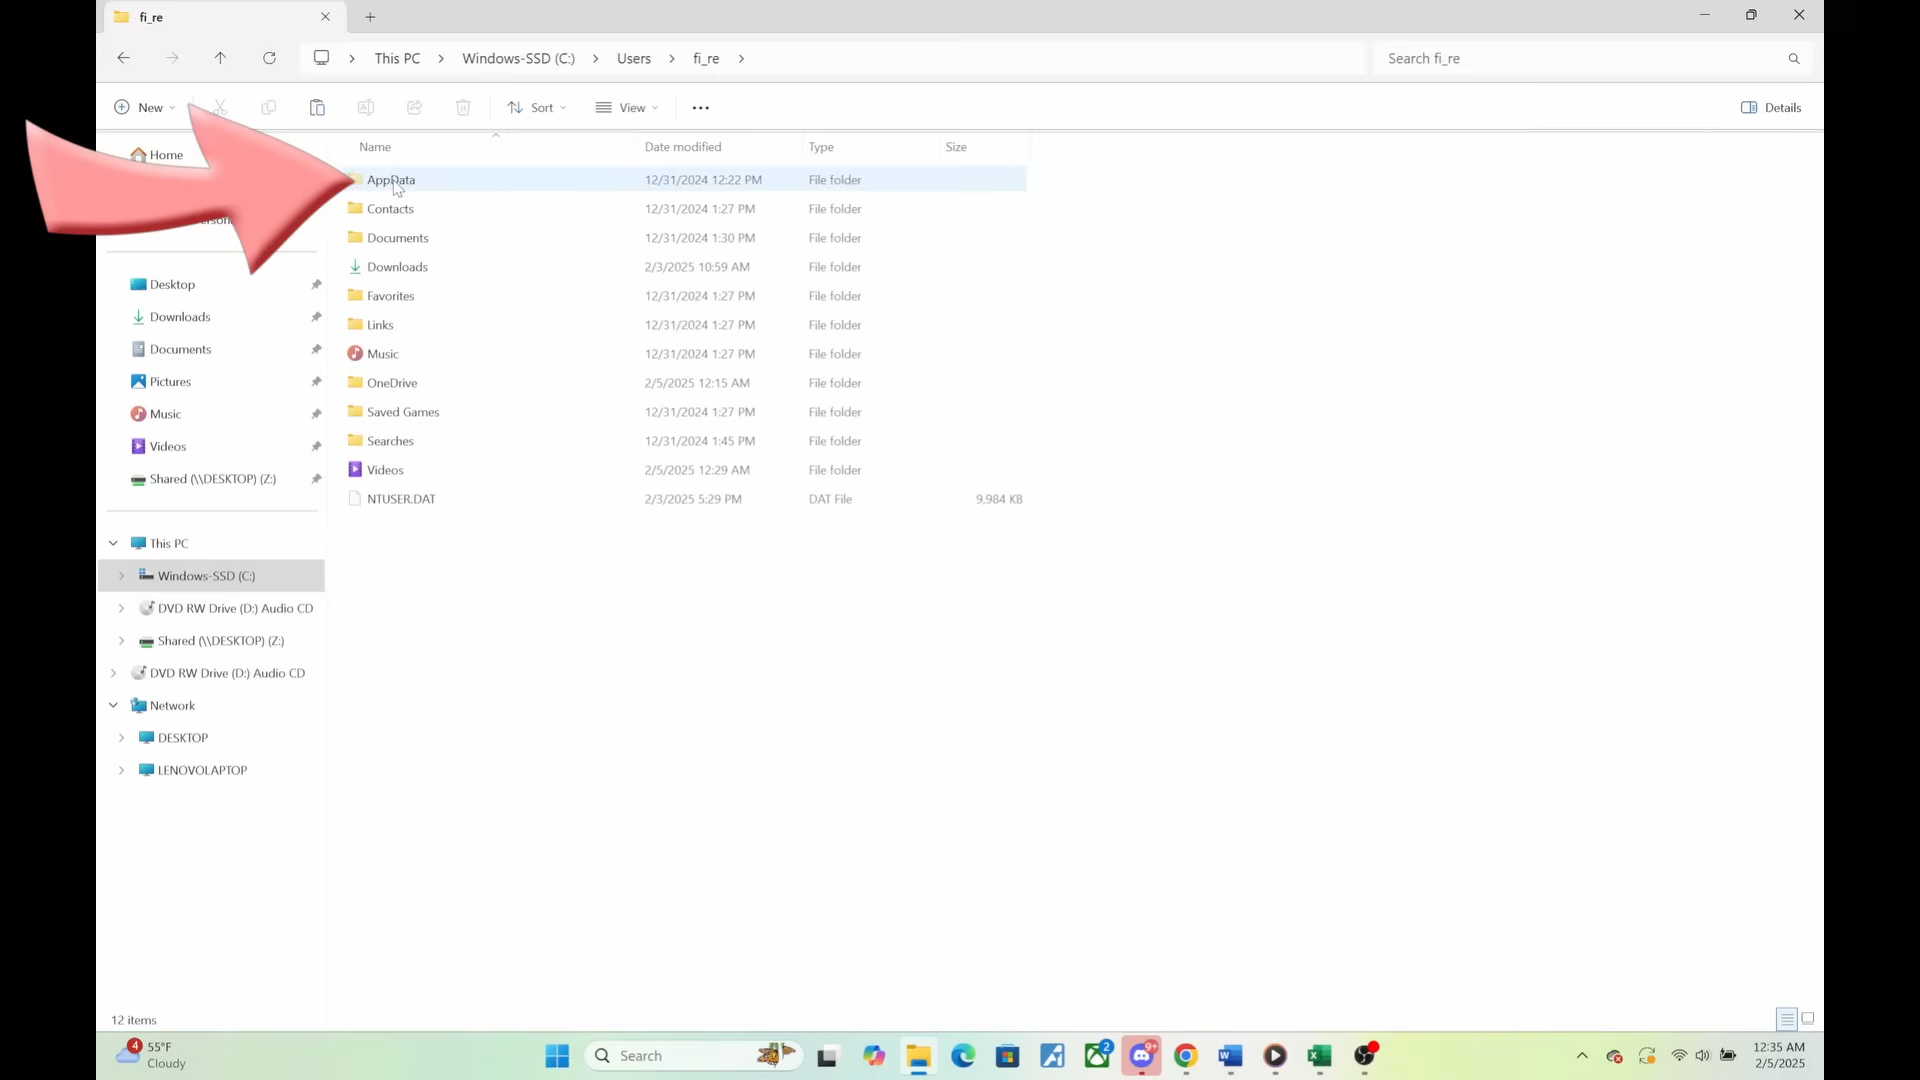 fi_re
This PC Windows-SSD (C:) Users fi_re
Search fi_re
New
Sort
View
Details
Name Date modified Type Size
Home
AppData 12/31/2024 12:22 PM File folder
Contacts 12/31/2024 1:27 PM File folder
Documents 12/31/2024 1:30 PM File folder
Downloads 2/3/2025 10:59 AM File folder
Favorites 12/31/2024 1:27 PM File folder
Links 12/31/2024 1:27 PM File folder
Music 12/31/2024 1:27 PM File folder
OneDrive 2/5/2025 12:15 AM File folder
Saved Games 12/31/2024 1:27 PM File folder
Searches 12/31/2024 1:45 PM File folder
Videos 2/5/2025 12:29 AM File folder
NTUSER.DAT 2/3/2025 5:29 PM DAT File 9,984 KB
Desktop
Downloads
Documents
Pictures
Music
Videos
Shared (\\DESKTOP) (Z:)
This PC
Windows-SSD (C:)
DVD RW Drive (D:) Audio CD
Shared (\\DESKTOP) (Z:)
DVD RW Drive (D:) Audio CD
Network
DESKTOP
LENOVOLAPTOP
12 items
4
55°F
Cloudy
Search
2
9+
12:35 AM
2/5/2025